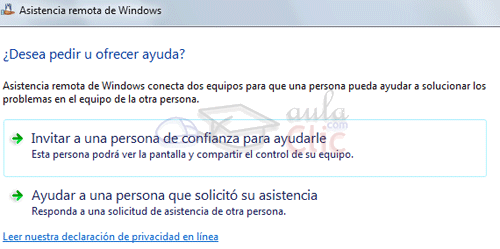 Asistencia remota de Windows
¿Desea pedir u ofrecer ayuda?
Asistencia remota de Windows conecta dos equipos para que una persona pueda ayudar a solucionar los
problemas en el equipo de la otra persona.
aula
Clic
.com
Invitar a una persona de confianza para ayudarle
Esta persona podrá ver la pantalla y compartir el control de su equipo.
Ayudar a una persona que solicitó su asistencia
Responda a una solicitud de asistencia de otra persona.
Leer nuestra declaración de privacidad en línea